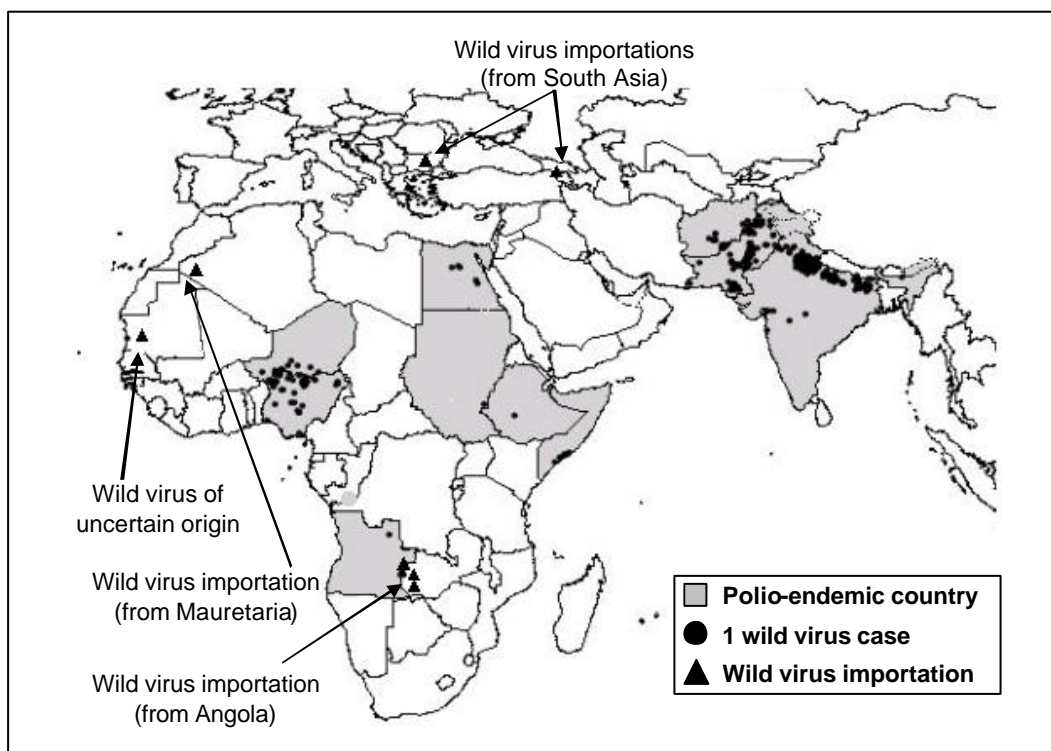 Wild virus importations
(from South Asia)
Wild virus of
uncertain origin
Wild virus importation
(from Mauretaria)
Wild virus importation
(from Angola)
Polio-endemic country
1 wild virus case
Wild virus importation